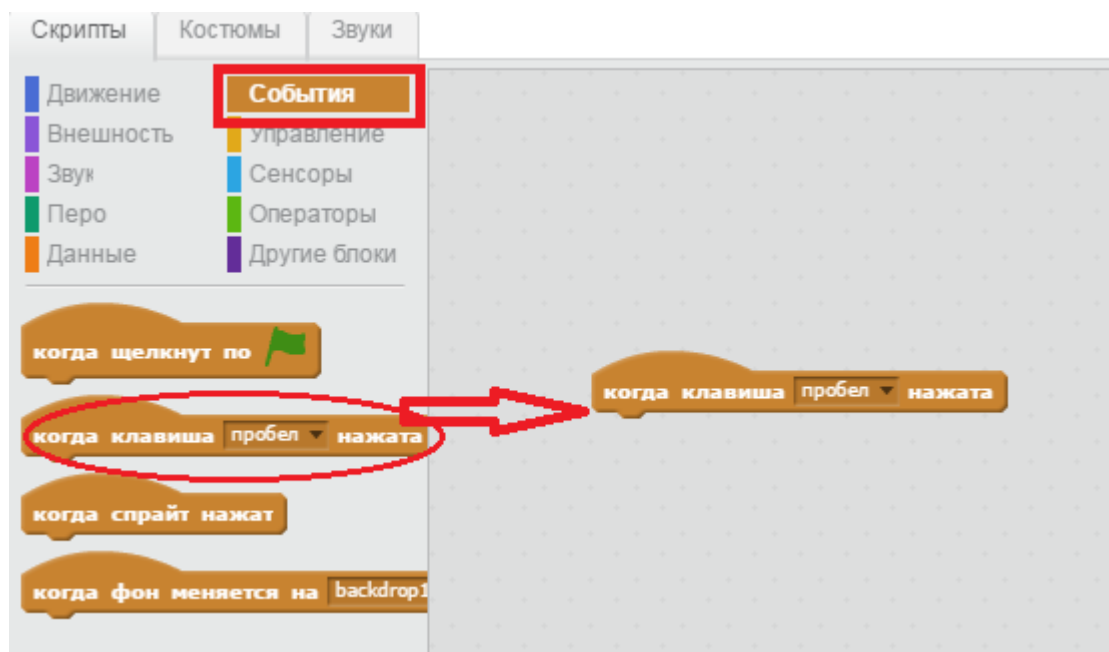 Скрипты Костюмы Звуки
Движение События
Внешность Управление
Звук Сенсоры
Перо Операторы
Данные Другие блоки
когда щелкнут по
когда клавиша пробел нажата
когда спрайт нажат
когда фон меняется на backdrop1
когда клавиша пробел нажата